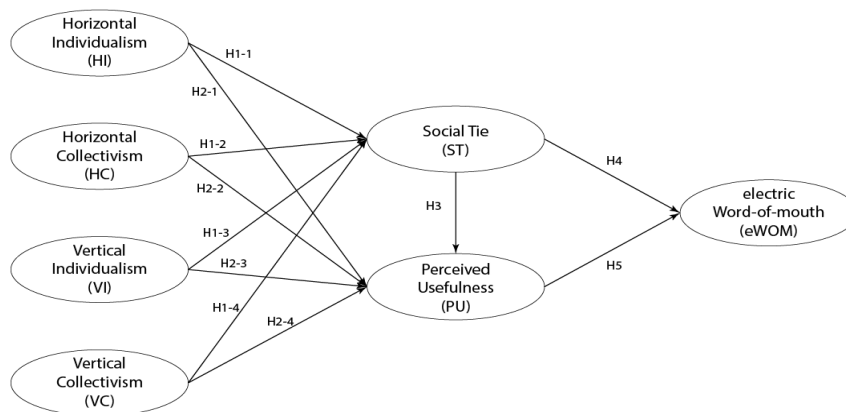 Horizontal
Individualism
(HI)
H1-1
H2-1
Horizontal
Collectivism
(HC)
H1-2
H2-2
Social Tie
(ST)
H4
H3
electric
Word-of-mouth
(eWOM)
Vertical
Individualism
(VI)
H1-3
H2-3
Perceived
Usefulness
(PU)
H5
H1-4
H2-4
Vertical
Collectivism
(VC)